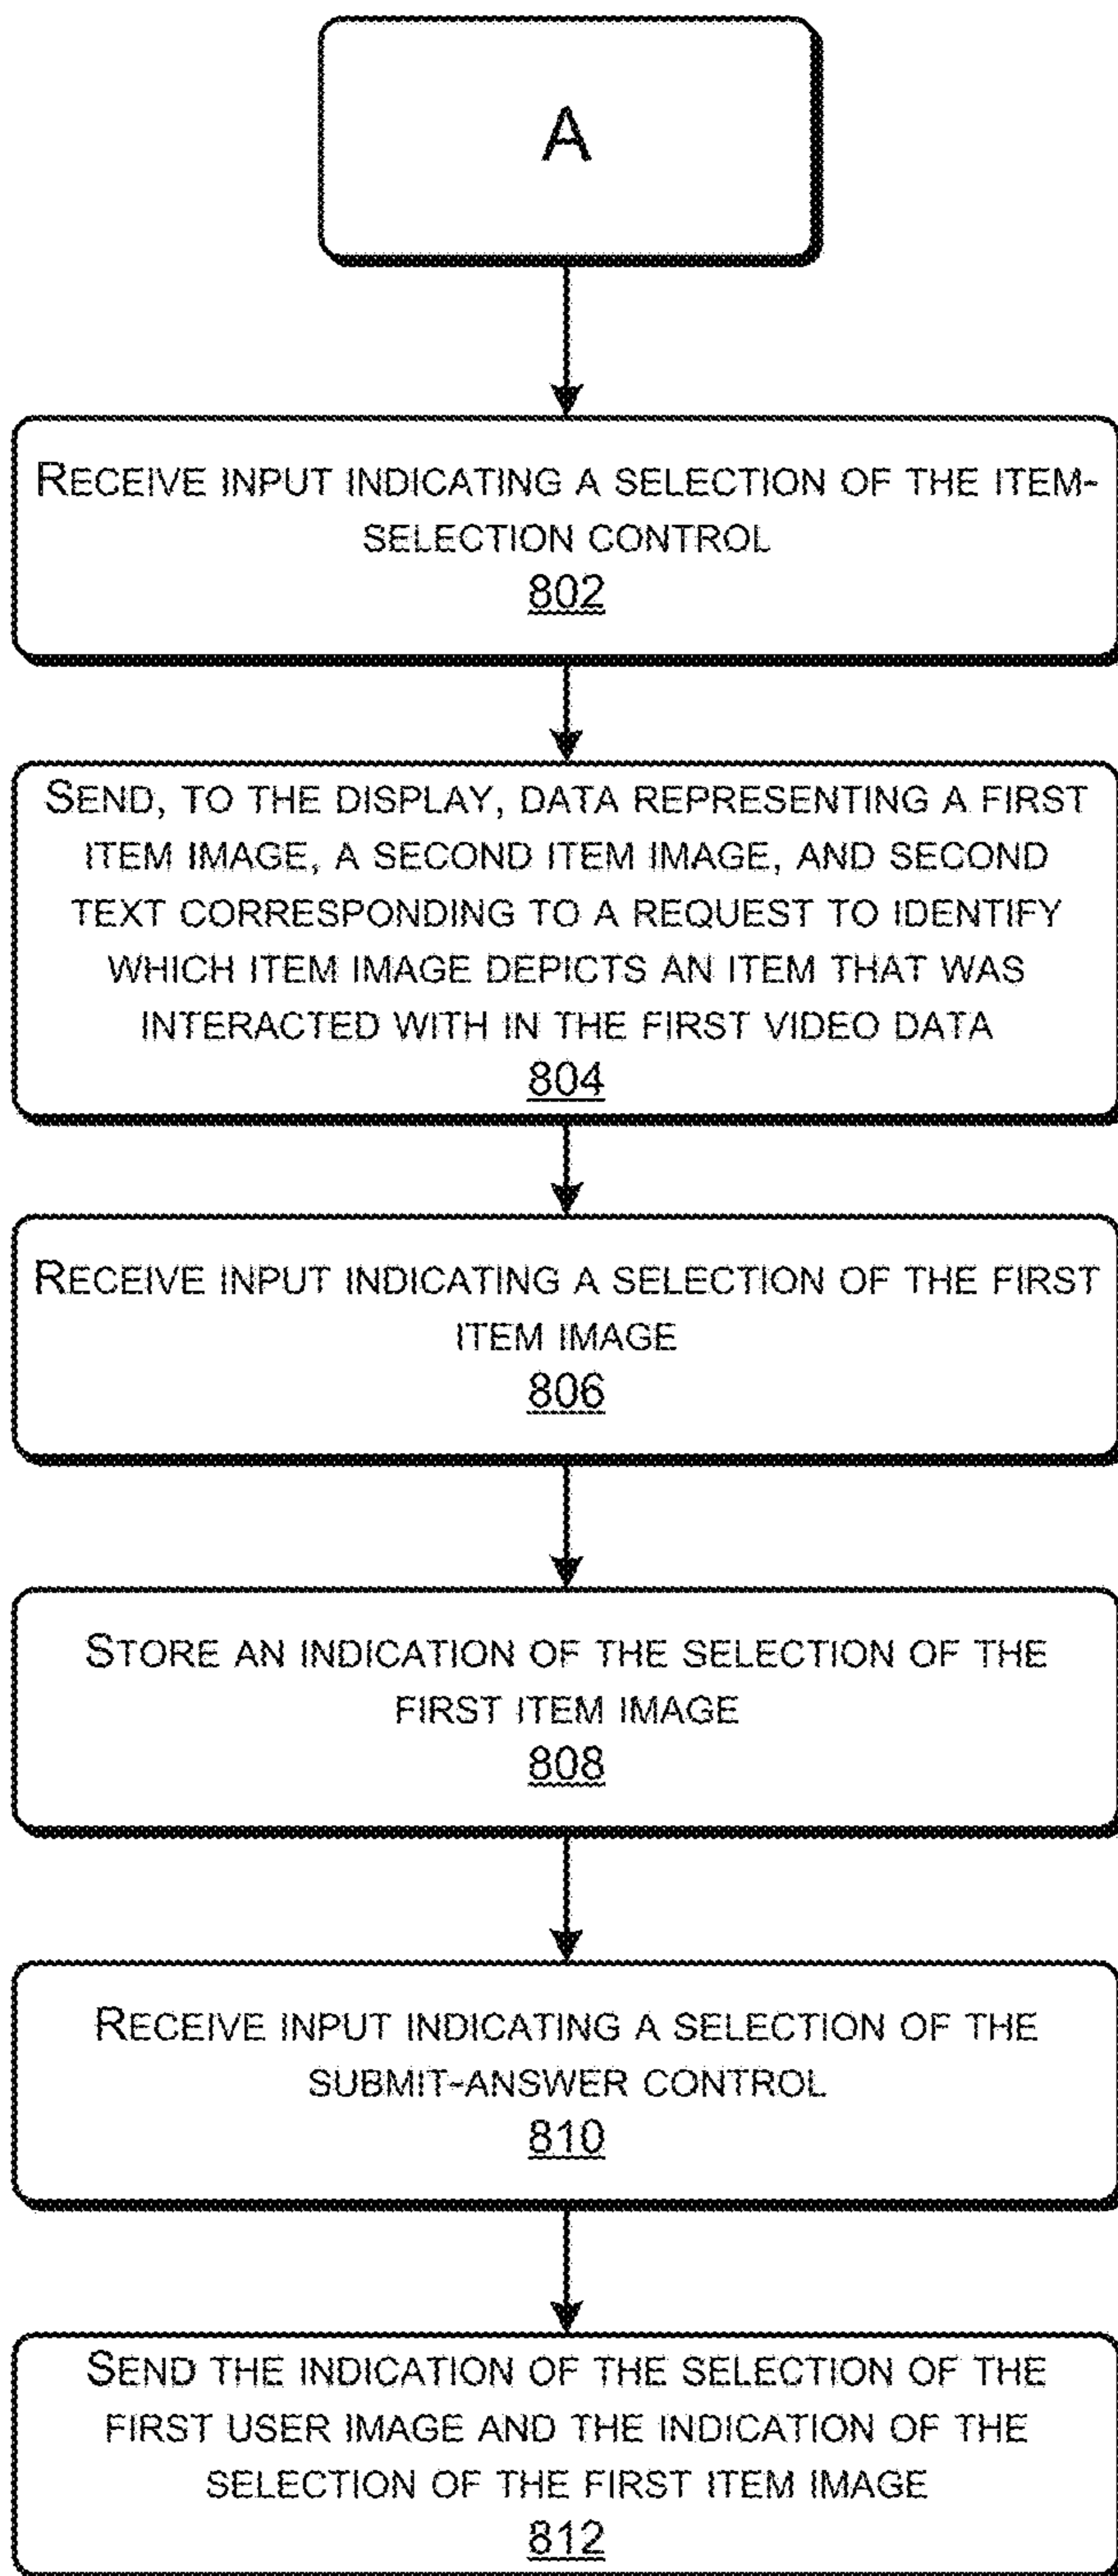 A
RECEIVE INPUT INDICATING A SELECTION OF THE ITEM-
SELECTION CONTROL
802
SEND, TO THE DISPLAY, DATA REPRESENTING A FIRST
ITEM IMAGE, A SECOND ITEM IMAGE, AND SECOND
TEXT CORRESPONDING TO A REQUEST TO IDENTIFY
WHICH ITEM IMAGE DEPICTS AN ITEM THAT WAS
INTERACTED WITH IN THE FIRST VIDEO DATA
804
RECEIVE INPUT INDICATING A SELECTION OF THE FIRST
ITEM IMAGE
806
STORE AN INDICATION OF THE SELECTION OF THE
FIRST ITEM IMAGE
808
RECEIVE INPUT INDICATING A SELECTION OF THE
SUBMIT-ANSWER CONTROL
810
SEND THE INDICATION OF THE SELECTION OF THE
FIRST USER IMAGE AND THE INDICATION OF THE
SELECTION OF THE FIRST ITEM IMAGE
812